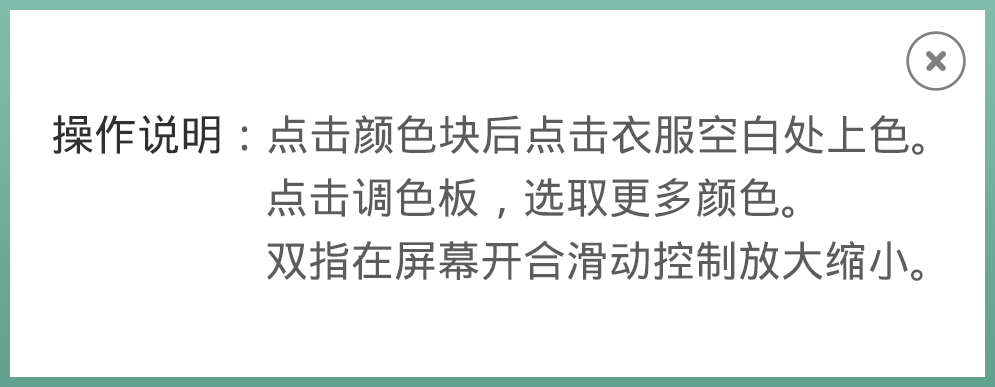 操作说明：点击颜色块后点击衣服空白处上色。
点击调色板，选取更多颜色。
双指在屏幕开合滑动控制放大缩小。